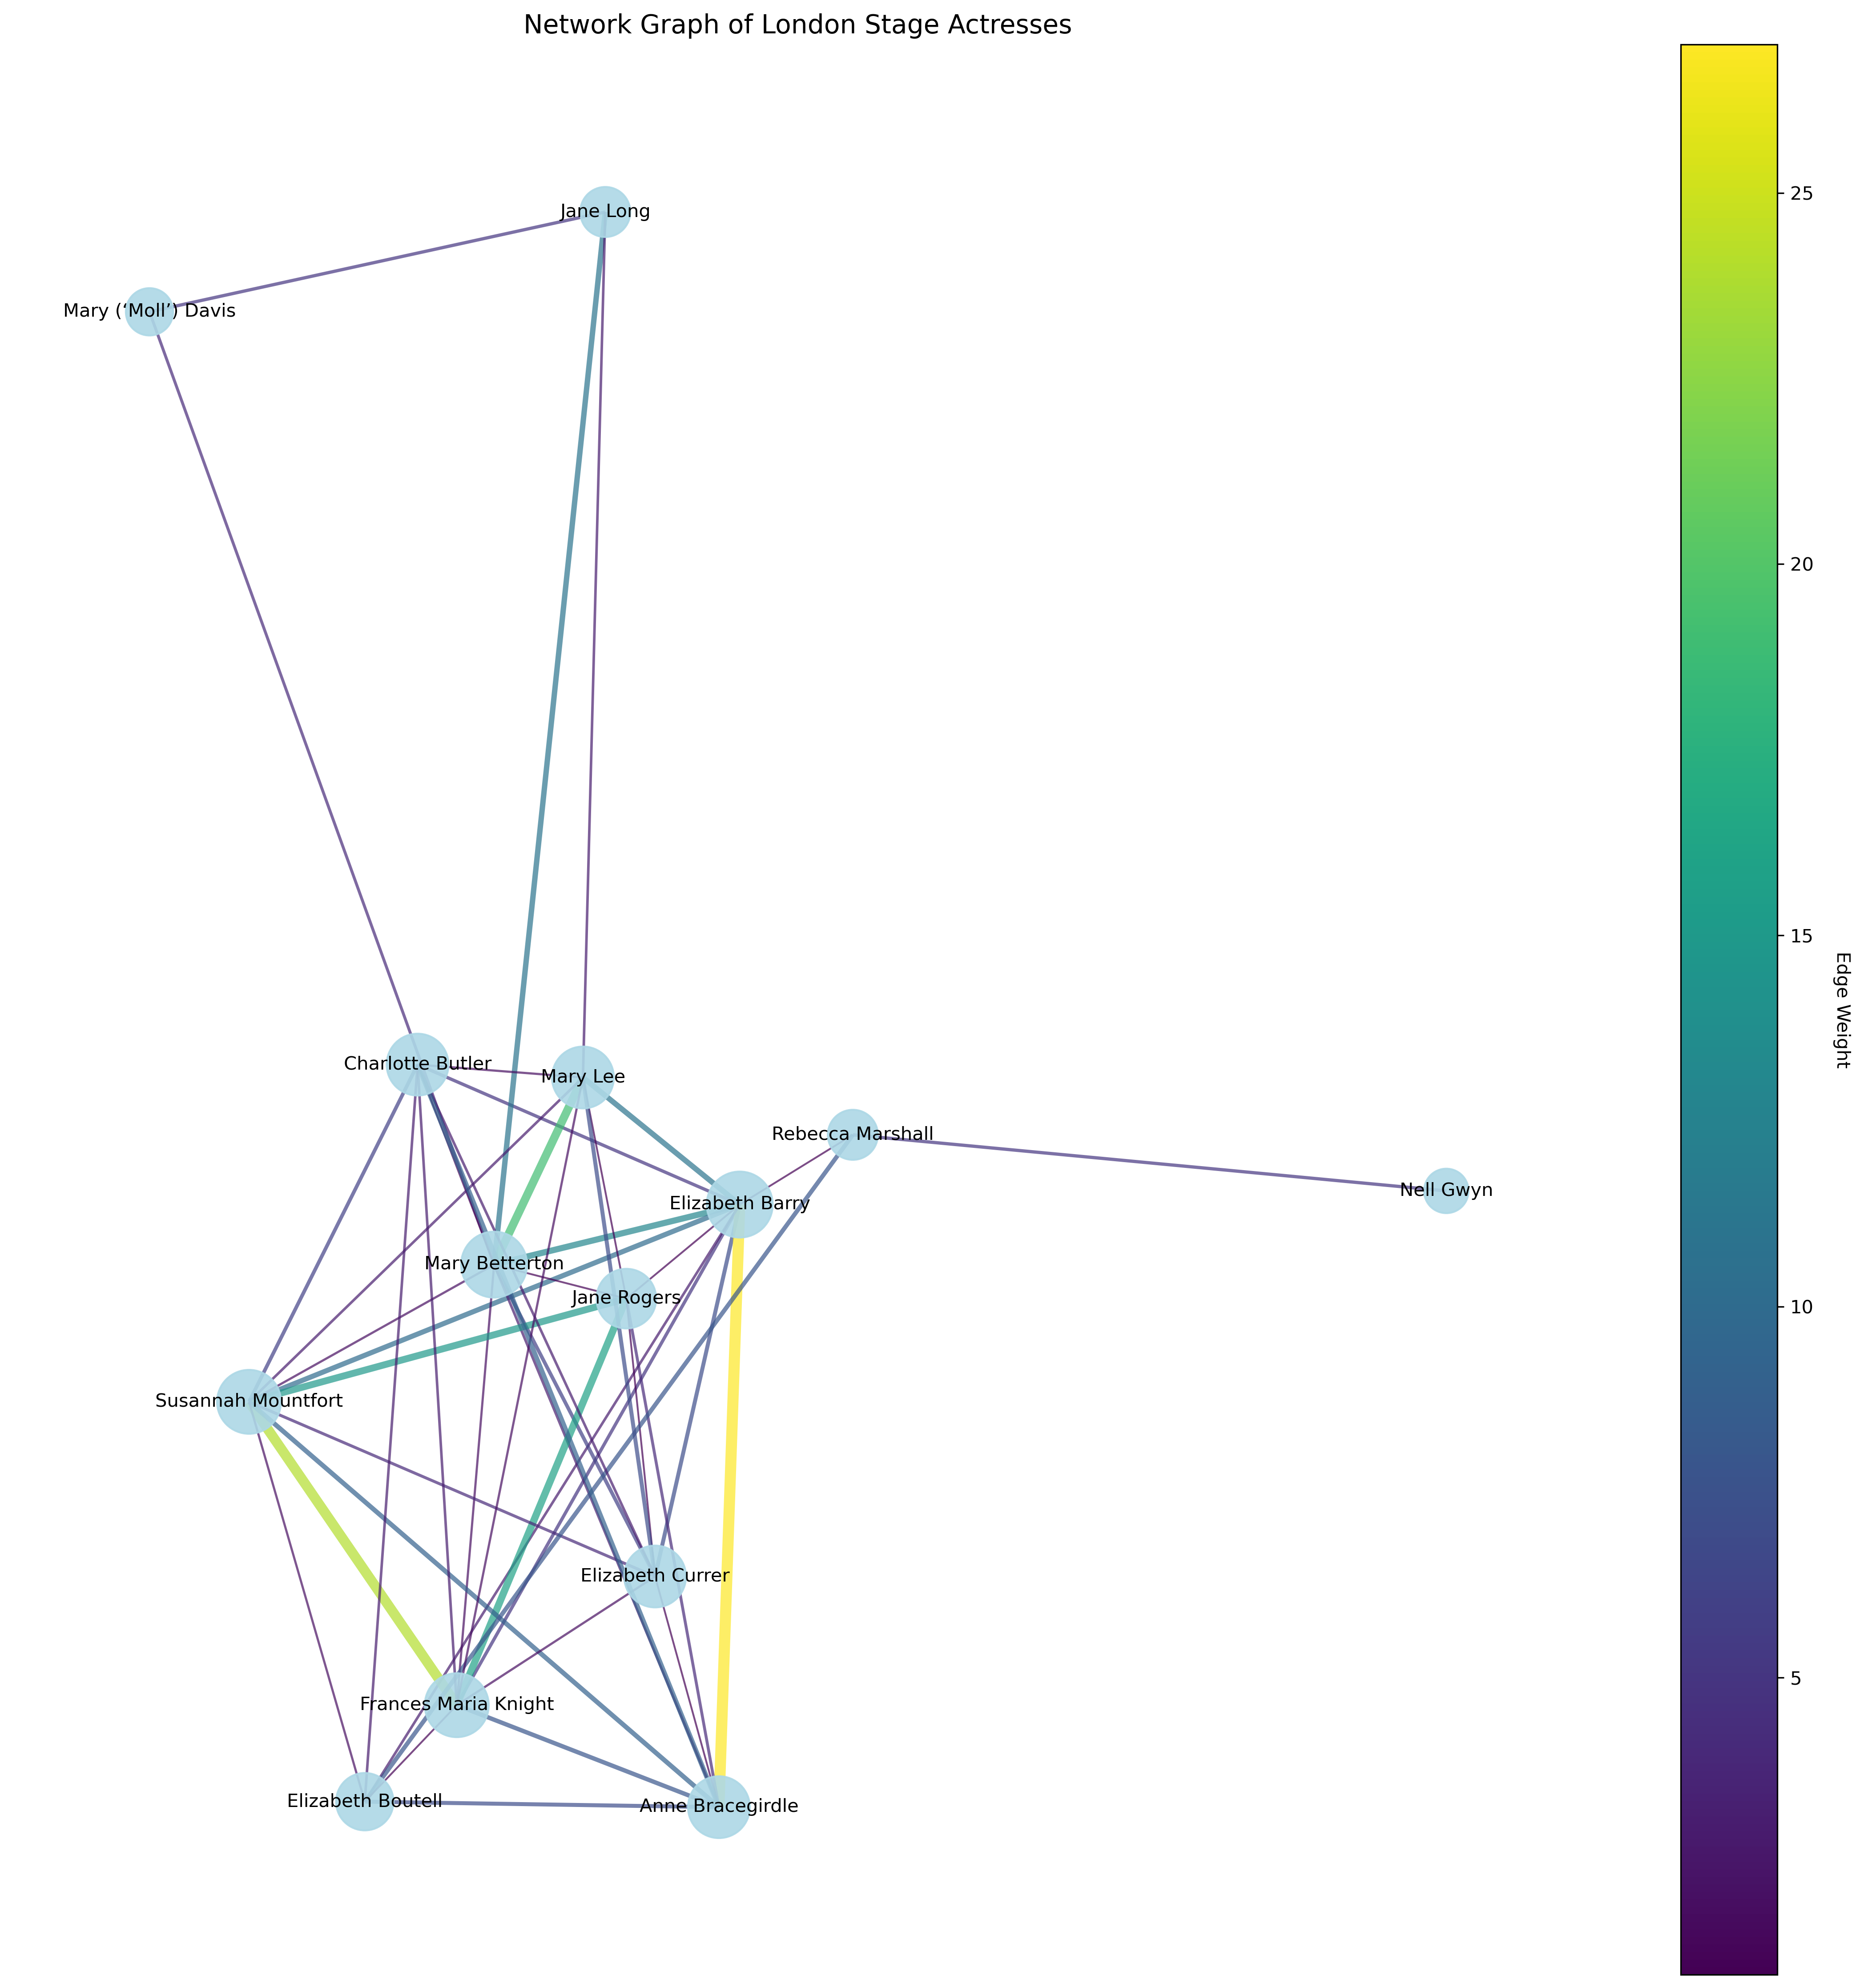 Network Graph of London Stage Actresses
Jane Long
Mary (‘Moll’) Davis
Charlotte Butler
Mary Lee
Rebecca Marshall
Nell Gwyn
Elizabeth Barry
Mary Betterton
Jane Rogers
Susannah Mountfort
Elizabeth Currer
Frances Maria Knight
Elizabeth Boutell
Anne Bracegirdle
25
20
15
10
5
Edge Weight